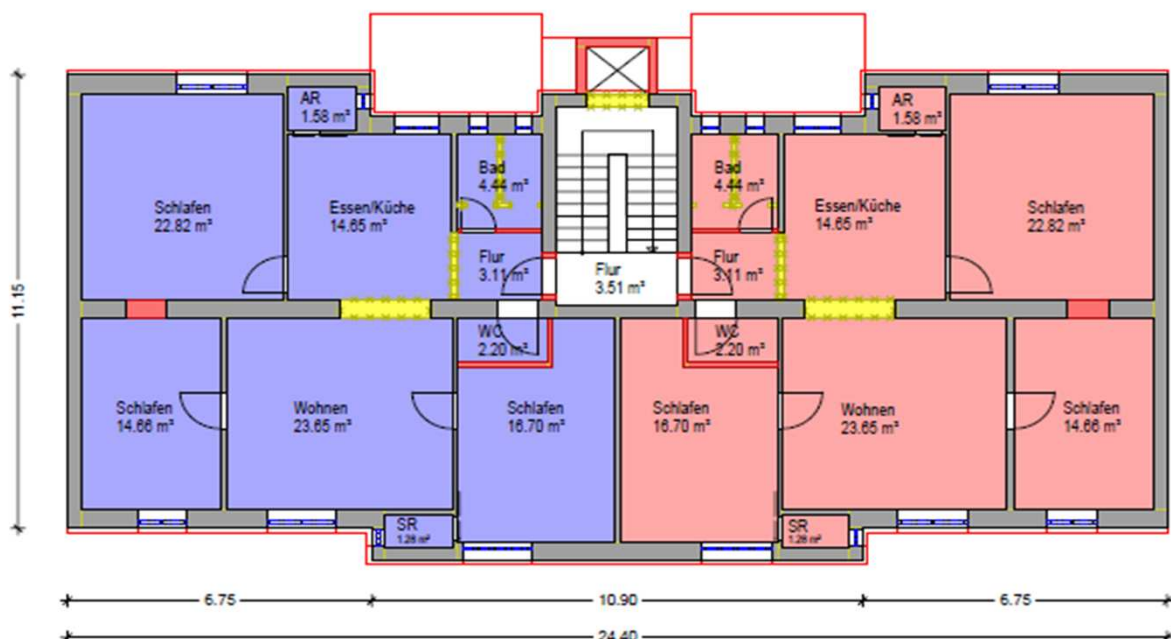 AR
1.58 m²
AR
1.58 m²
Bad
4.44 m²
Bad
4.44 m²
Schlafen
22.82 m²
Essen/Küche
14.65 m²
Essen/Küche
14.65 m²
Schlafen
22.82 m²
Flur
3.11 m²
Flur
3.51 m²
Flur
3.11 m²
11.15
WC
2.20 m²
WC
2.20 m²
Schlafen
14.66 m²
Wohnen
23.65 m²
Schlafen
16.70 m²
Schlafen
16.70 m²
Wohnen
23.65 m²
Schlafen
14.66 m²
SR
1.28 m²
SR
1.28 m²
6.75
10.90
6.75
24.40